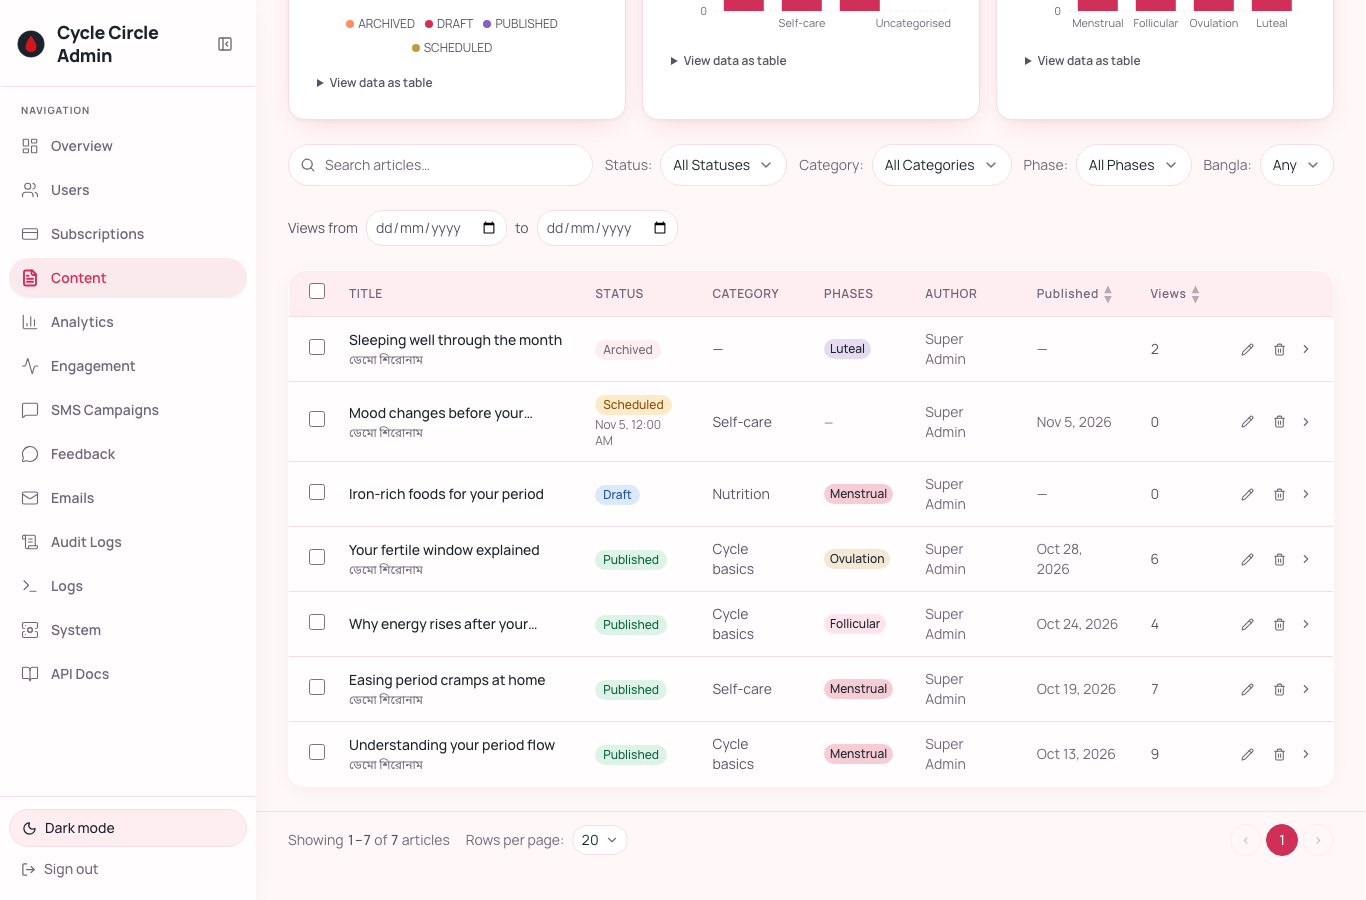 Cycle Circle
Admin
NAVIGATION
Overview
Users
Subscriptions
Content
Analytics
Engagement
SMS Campaigns
Feedback
Emails
Audit Logs
Logs
System
API Docs
Dark mode
Sign out
ARCHIVED DRAFT PUBLISHED
SCHEDULED
View data as table
0
Self-care Uncategorised
View data as table
0
Menstrual Follicular Ovulation Luteal
View data as table
Search articles... Status: All Statuses Category: All Categories Phase: All Phases Bangla: Any
Views from dd/mm/yyyy to dd/mm/yyyy
TITLE STATUS CATEGORY PHASES AUTHOR Published Views
Sleeping well through the month
ডেমো শিরোনাম
Archived — Luteal Super
Admin
— 2
Mood changes before your...
ডেমো শিরোনাম
Scheduled
Nov 5, 12:00
AM
Self-care — Super
Admin
Nov 5, 2026 0
Iron-rich foods for your period Draft Nutrition Menstrual Super
Admin
— 0
Your fertile window explained
ডেমো শিরোনাম
Published Cycle
basics
Ovulation Super
Admin
Oct 28,
2026
6
Why energy rises after your... Published Cycle
basics
Follicular Super
Admin
Oct 24, 2026 4
Easing period cramps at home
ডেমো শিরোনাম
Published Self-care Menstrual Super
Admin
Oct 19, 2026 7
Understanding your period flow
ডেমো শিরোনাম
Published Cycle
basics
Menstrual Super
Admin
Oct 13, 2026 9
Showing 1–7 of 7 articles Rows per page: 20 ‹ 1 ›